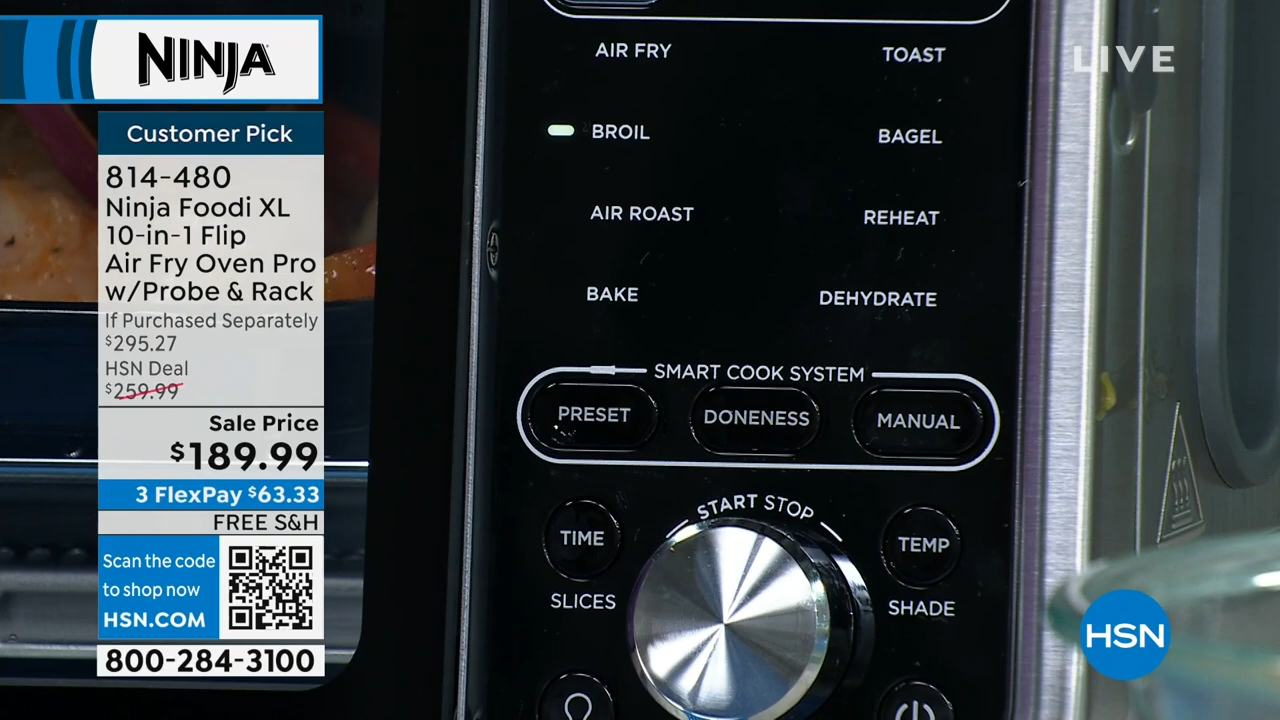 NINJA
Customer Pick
814-480
Ninja Foodi XL
10-in-1 Flip
Air Fry Oven Pro
w/Probe & Rack
If Purchased Separately
$295.27
HSN Deal
$259.99
Sale Price
$189.99
3 FlexPay $63.33
FREE S&H
Scan the code
to shop now
HSN.COM
800-284-3100
AIR FRY
TOAST
BROIL
BAGEL
AIR ROAST
REHEAT
BAKE
DEHYDRATE
SMART COOK SYSTEM
PRESET DONENESS MANUAL
START STOP
TIME
TEMP
SLICES
SHADE
LIVE
HSN